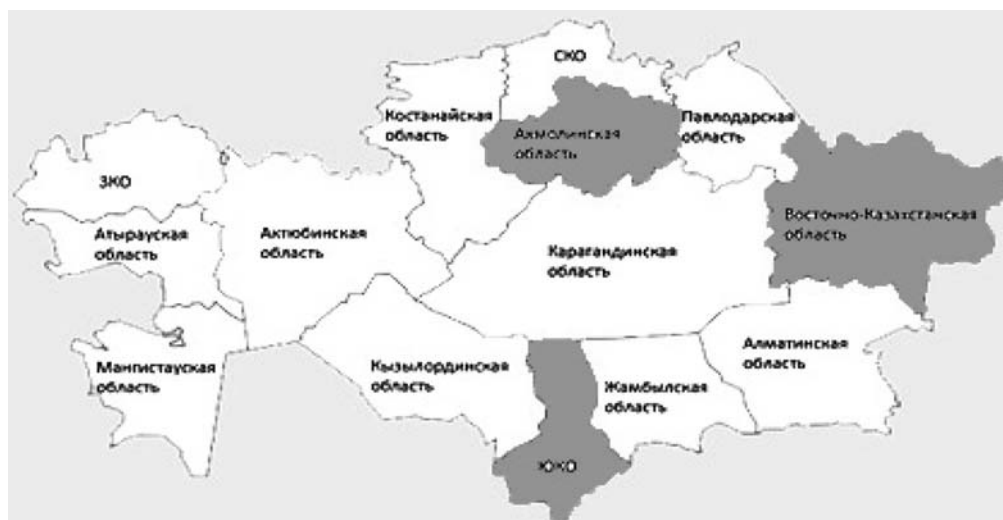 СКО
Костанайская
область
Акмолинская
область
Павлодарская
область
ЗКО
Атырауская
область
Актюбинская
область
Карагандинская
область
Восточно-Казахстанская
область
Мангистауская
область
Кызылординская
область
Жамбылская
область
Алматинская
область
ЮКО